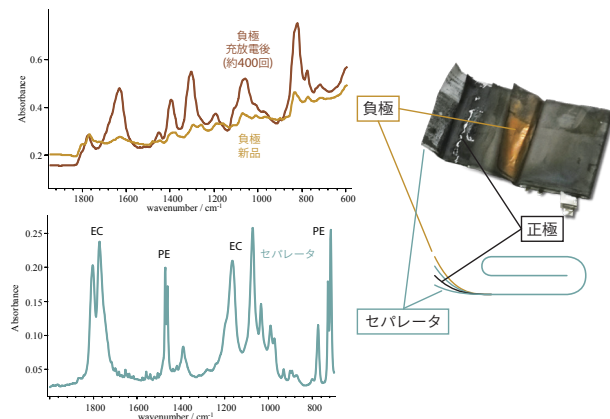 負極
充放電後
(約400回)
負極
新品
Absorbance
0.6
0.4
0.2
1800 1600 1400 1200 1000 800 600
wavenumber / cm⁻¹
負極
正極
セパレータ
EC
PE
EC
セパレータ
PE
Absorbance
0.25
0.20
0.15
0.10
0.05
1800 1600 1400 1200 1000 800
wavenumber / cm⁻¹